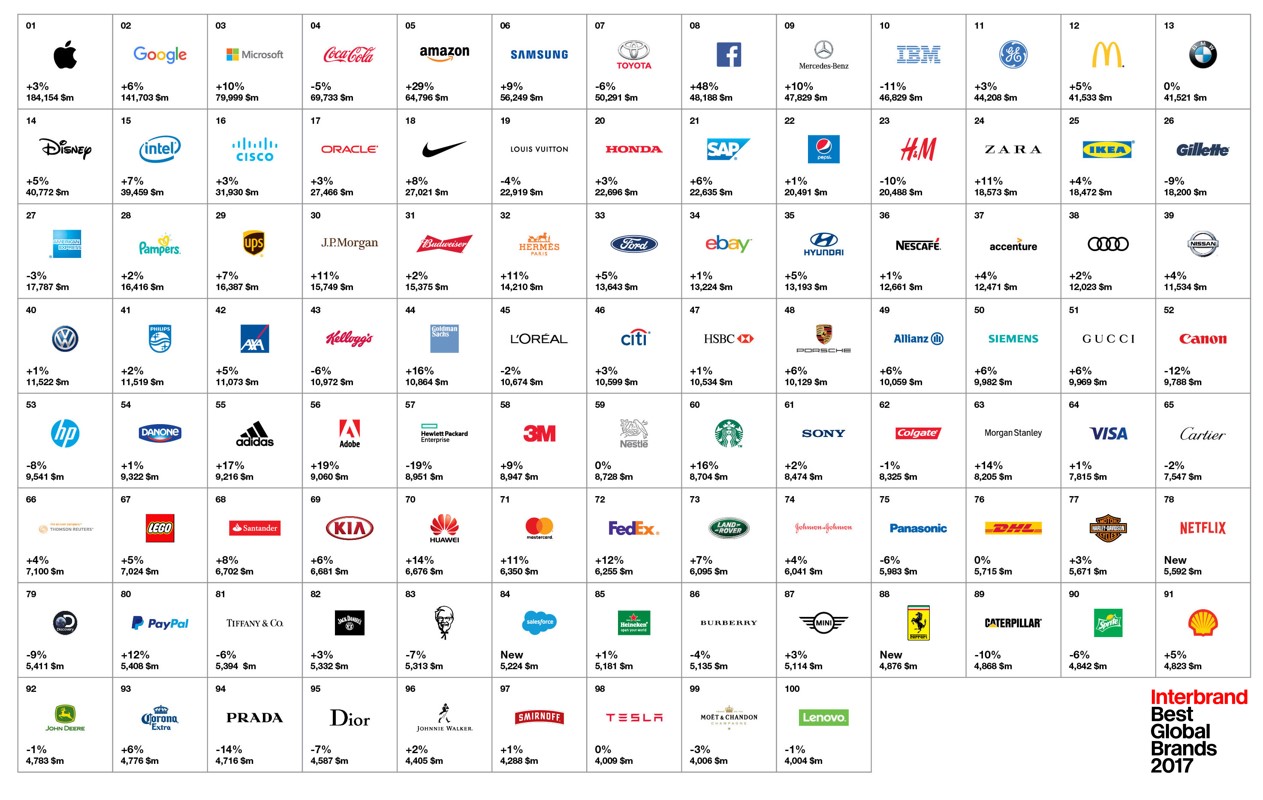 01
+3%
184,154 $m
02
Google
+6%
141,703 $m
03
Microsoft
+10%
79,999 $m
04
Coca-Cola
-5%
69,733 $m
05
amazon
+29%
64,796 $m
06
SAMSUNG
+9%
56,249 $m
07
TOYOTA
-6%
50,291 $m
08
f
+48%
48,188 $m
09
Mercedes-Benz
+10%
47,829 $m
10
IBM
-11%
46,829 $m
11
GE
+3%
44,208 $m
12
+5%
41,533 $m
13
BMW
0%
41,521 $m
14
Disney
+5%
40,772 $m
15
intel
+7%
39,459 $m
16
CISCO
+3%
31,930 $m
17
ORACLE
+3%
27,466 $m
18
+8%
27,021 $m
19
LOUIS VUITTON
-4%
22,919 $m
20
HONDA
+3%
22,696 $m
21
SAP
+6%
22,635 $m
22
pepsi
+1%
20,491 $m
23
H&M
-10%
20,488 $m
24
ZARA
+11%
18,573 $m
25
IKEA
+4%
18,472 $m
26
Gillette
-9%
18,200 $m
27
AMERICAN
EXPRESS
-3%
17,787 $m
28
Pampers
+2%
16,416 $m
29
ups
+7%
16,387 $m
30
J.P.Morgan
+11%
15,749 $m
31
Budweiser
+2%
15,375 $m
32
HERMÈS
PARIS
+11%
14,210 $m
33
Ford
+5%
13,643 $m
34
ebay
+1%
13,224 $m
35
HYUNDAI
+5%
13,193 $m
36
NESCAFÉ
+1%
12,661 $m
37
accenture
+4%
12,471 $m
38
+2%
12,023 $m
39
NISSAN
+4%
11,534 $m
40
+1%
11,522 $m
41
PHILIPS
+2%
11,519 $m
42
AXA
+5%
11,073 $m
43
Kellogg's
-6%
10,972 $m
44
Goldman
Sachs
+16%
10,864 $m
45
L'ORÉAL
-2%
10,674 $m
46
citi
+3%
10,599 $m
47
HSBC
+1%
10,534 $m
48
PORSCHE
+6%
10,129 $m
49
Allianz
+6%
10,059 $m
50
SIEMENS
+6%
9,982 $m
51
GUCCI
+6%
9,969 $m
52
Canon
-12%
9,788 $m
53
hp
-8%
9,541 $m
54
DANONE
+1%
9,322 $m
55
adidas
+17%
9,216 $m
56
Adobe
+19%
9,060 $m
57
Hewlett Packard
Enterprise
-19%
8,951 $m
58
3M
+9%
8,947 $m
59
Nestlé
0%
8,728 $m
60
+16%
8,704 $m
61
SONY
+2%
8,474 $m
62
Colgate
-1%
8,325 $m
63
Morgan Stanley
+14%
8,205 $m
64
VISA
+1%
7,815 $m
65
Cartier
-2%
7,547 $m
66
THOMSON REUTERS
+4%
7,100 $m
67
LEGO
+5%
7,024 $m
68
Santander
+8%
6,702 $m
69
KIA
+6%
6,681 $m
70
HUAWEI
+14%
6,676 $m
71
mastercard
+11%
6,350 $m
72
FedEx
+12%
6,255 $m
73
LAND
ROVER
+7%
6,095 $m
74
Johnson & Johnson
+4%
6,041 $m
75
Panasonic
-6%
5,983 $m
76
DHL
0%
5,715 $m
77
MOTOR
HARLEY-DAVIDSON
CYCLES
+3%
5,671 $m
78
NETFLIX
New
5,592 $m
79
Discovery
-9%
5,411 $m
80
PayPal
+12%
5,408 $m
81
TIFFANY & CO.
-6%
5,394 $m
82
JACK DANIEL'S
+3%
5,332 $m
83
-7%
5,313 $m
84
salesforce
New
5,224 $m
85
Heineken
open your world
+1%
5,181 $m
86
BURBERRY
-4%
5,135 $m
87
MINI
+3%
5,114 $m
88
Ferrari
New
4,876 $m
89
CATERPILLAR
-10%
4,868 $m
90
Sprite
-6%
4,842 $m
91
+5%
4,823 $m
92
JOHN DEERE
-1%
4,783 $m
93
Corona
Extra
+6%
4,776 $m
94
PRADA
-14%
4,716 $m
95
Dior
-7%
4,587 $m
96
JOHNNIE WALKER.
+2%
4,405 $m
97
SMIRNOFF
+1%
4,288 $m
98
TESLA
0%
4,009 $m
99
MOËT & CHANDON
CHAMPAGNE
-3%
4,006 $m
100
Lenovo
-1%
4,004 $m
Interbrand
Best
Global
Brands
2017